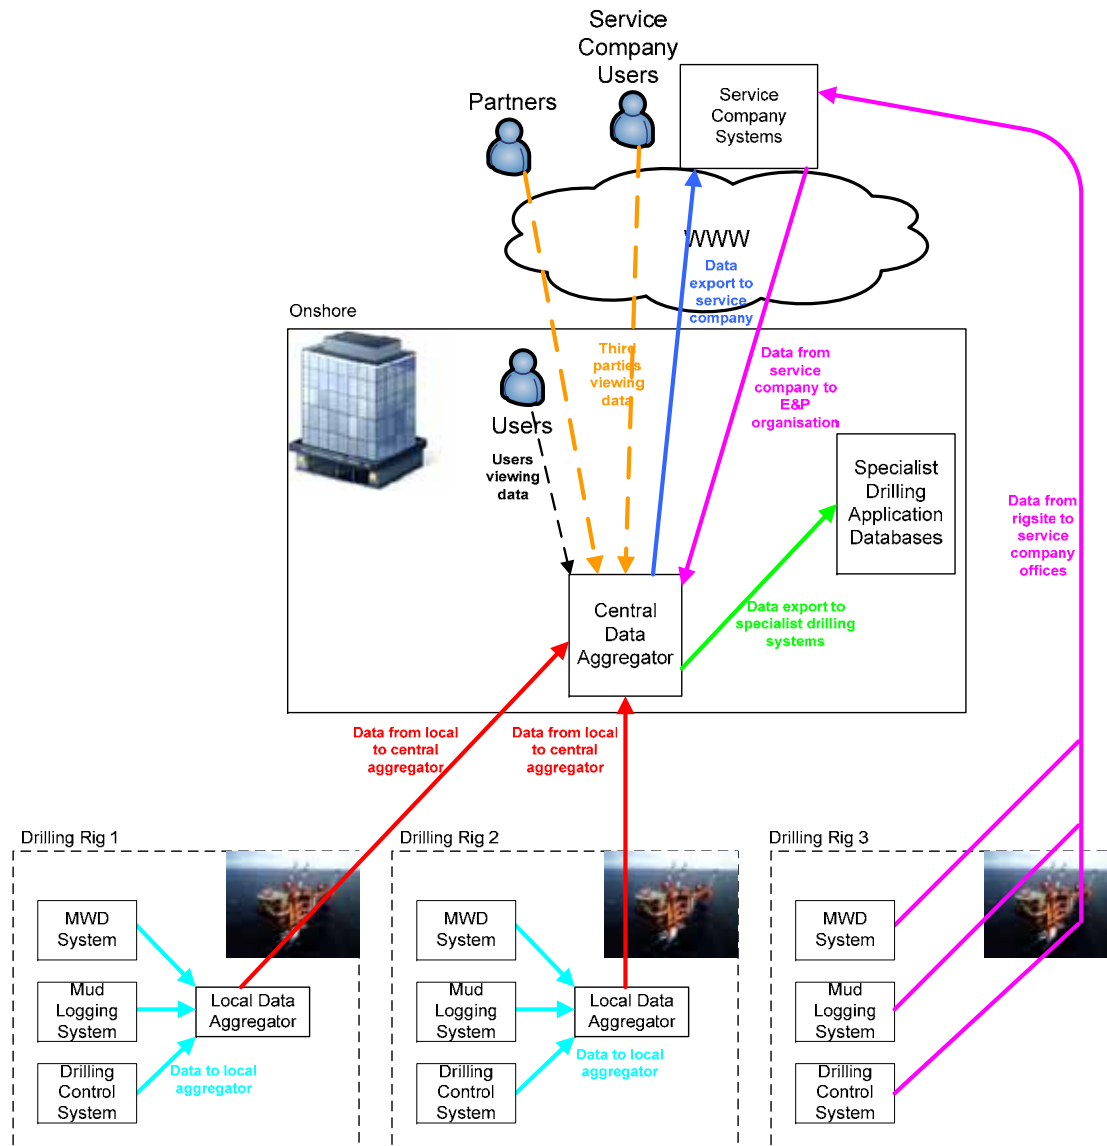 Service
Company
Users
Partners
Service
Company
Systems
WWW
Data
export to
service
company
Onshore
Third
parties
viewing
data
Data from
service
company to
E&P
organisation
Users
Users
viewing
data
Specialist
Drilling
Application
Databases
Data from
rigsite to
service
company
offices
Central
Data
Aggregator
Data export to
specialist drilling
systems
Data from local
to central
aggregator
Data from local
to central
aggregator
Drilling Rig 1
MWD
System
Mud
Logging
System
Local Data
Aggregator
Drilling
Control
System
Data to local
aggregator
Drilling Rig 2
MWD
System
Mud
Logging
System
Local Data
Aggregator
Drilling
Control
System
Data to local
aggregator
Drilling Rig 3
MWD
System
Mud
Logging
System
Drilling
Control
System